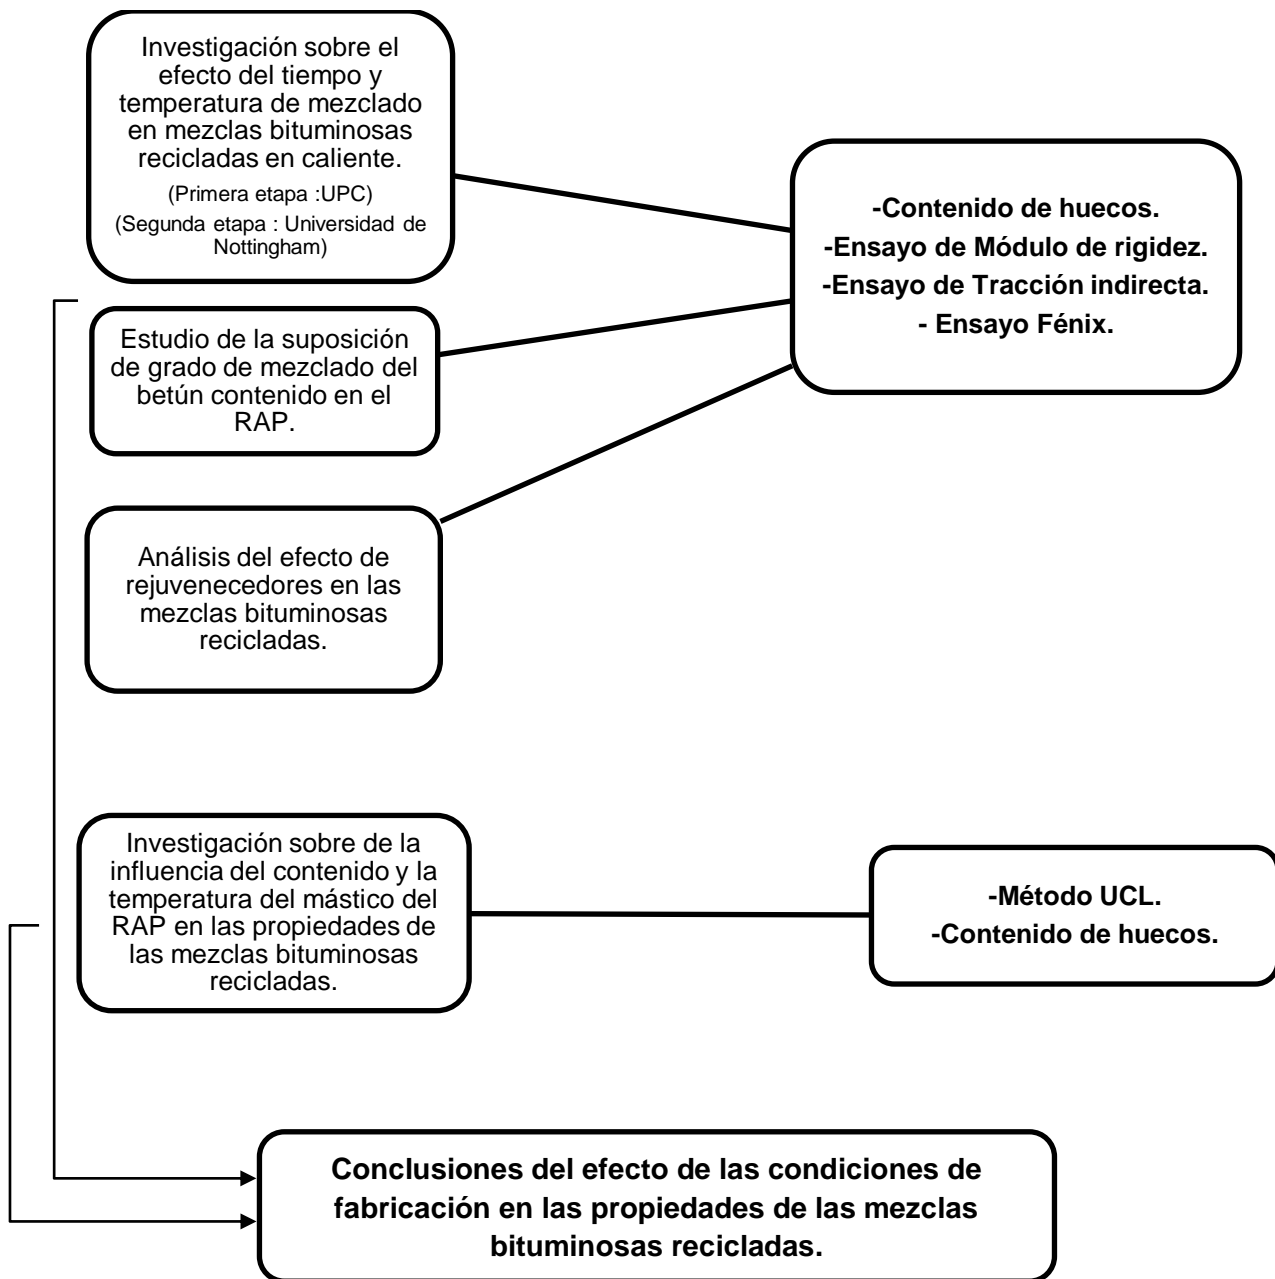 Investigación sobre el
efecto del tiempo y
temperatura de mezclado
en mezclas bituminosas
recicladas en caliente.
(Primera etapa :UPC)
(Segunda etapa : Universidad de
Nottingham)
-Contenido de huecos.
-Ensayo de Módulo de rigidez.
-Ensayo de Tracción indirecta.
- Ensayo Fénix.
Estudio de la suposición
de grado de mezclado del
betún contenido en el
RAP.
Análisis del efecto de
rejuvenecedores en las
mezclas bituminosas
recicladas.
Investigación sobre de la
influencia del contenido y la
temperatura del mástico del
RAP en las propiedades de
las mezclas bituminosas
recicladas.
-Método UCL.
-Contenido de huecos.
Conclusiones del efecto de las condiciones de
fabricación en las propiedades de las mezclas
bituminosas recicladas.